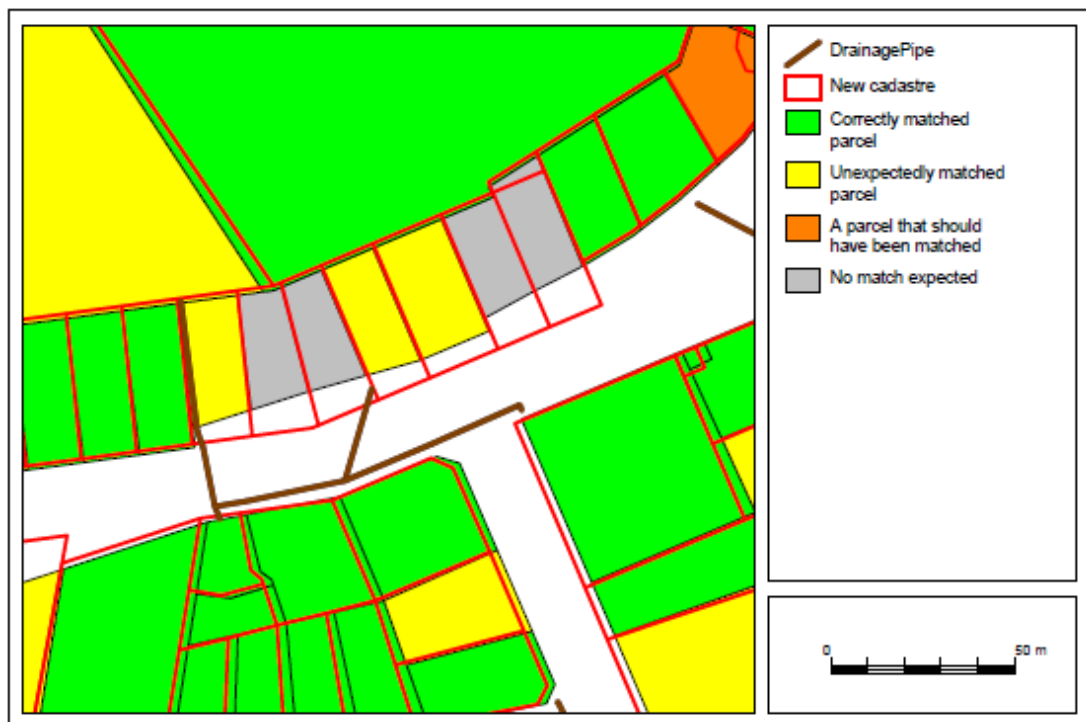 DrainagePipe
New cadastre
Correctly matched
parcel
Unexpectedly matched
parcel
A parcel that should
have been matched
No match expected
0 50 m